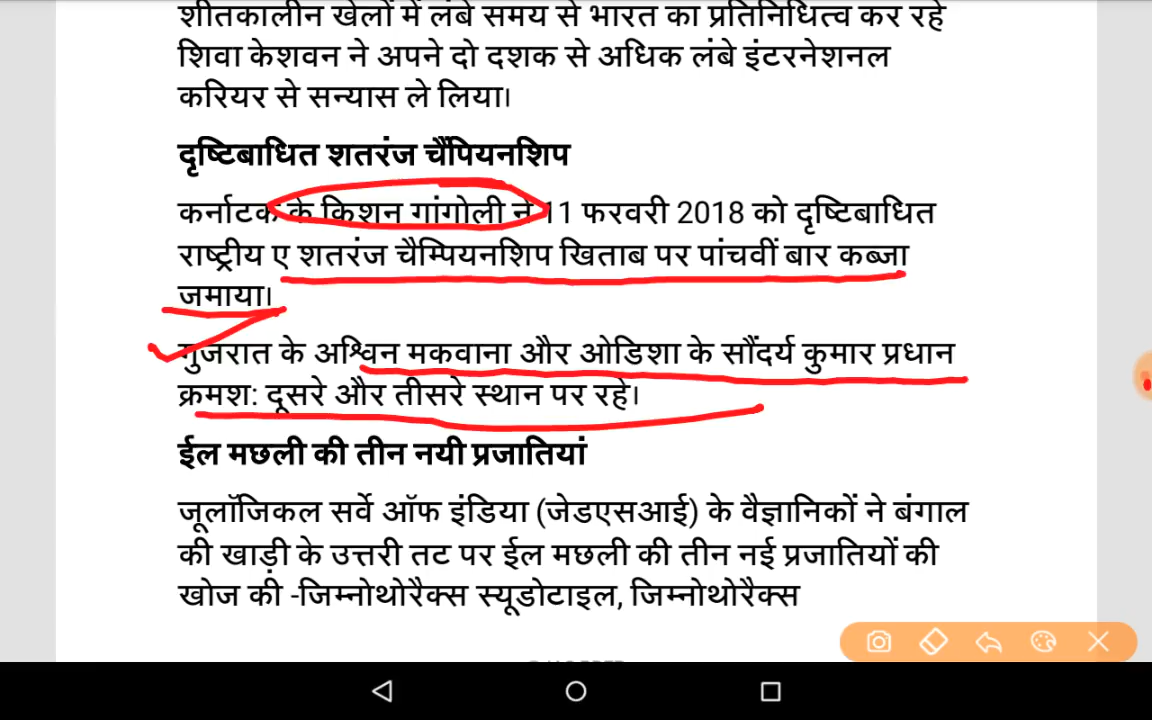 शीतकालीन खेलों में लंबे समय से भारत का प्रतिनिधित्व कर रहे
शिवा केशवन ने अपने दो दशक से अधिक लंबे इंटरनेशनल
करियर से सन्यास ले लिया।
दृष्टिबाधित शतरंज चैंपियनशिप
कर्नाटक के किशन गांगोली ने 11 फरवरी 2018 को दृष्टिबाधित
राष्ट्रीय ए शतरंज चैम्पियनशिप खिताब पर पांचवीं बार कब्जा
जमाया।
गुजरात के अश्विन मकवाना और ओडिशा के सौंदर्य कुमार प्रधान
क्रमशः दूसरे और तीसरे स्थान पर रहे।
ईल मछली की तीन नयी प्रजातियां
जूलॉजिकल सर्वे ऑफ इंडिया (जेडएसआई) के वैज्ञानिकों ने बंगाल
की खाड़ी के उत्तरी तट पर ईल मछली की तीन नई प्रजातियों की
खोज की -जिम्नोथोरैक्स स्यूडोटाइल, जिम्नोथोरैक्स